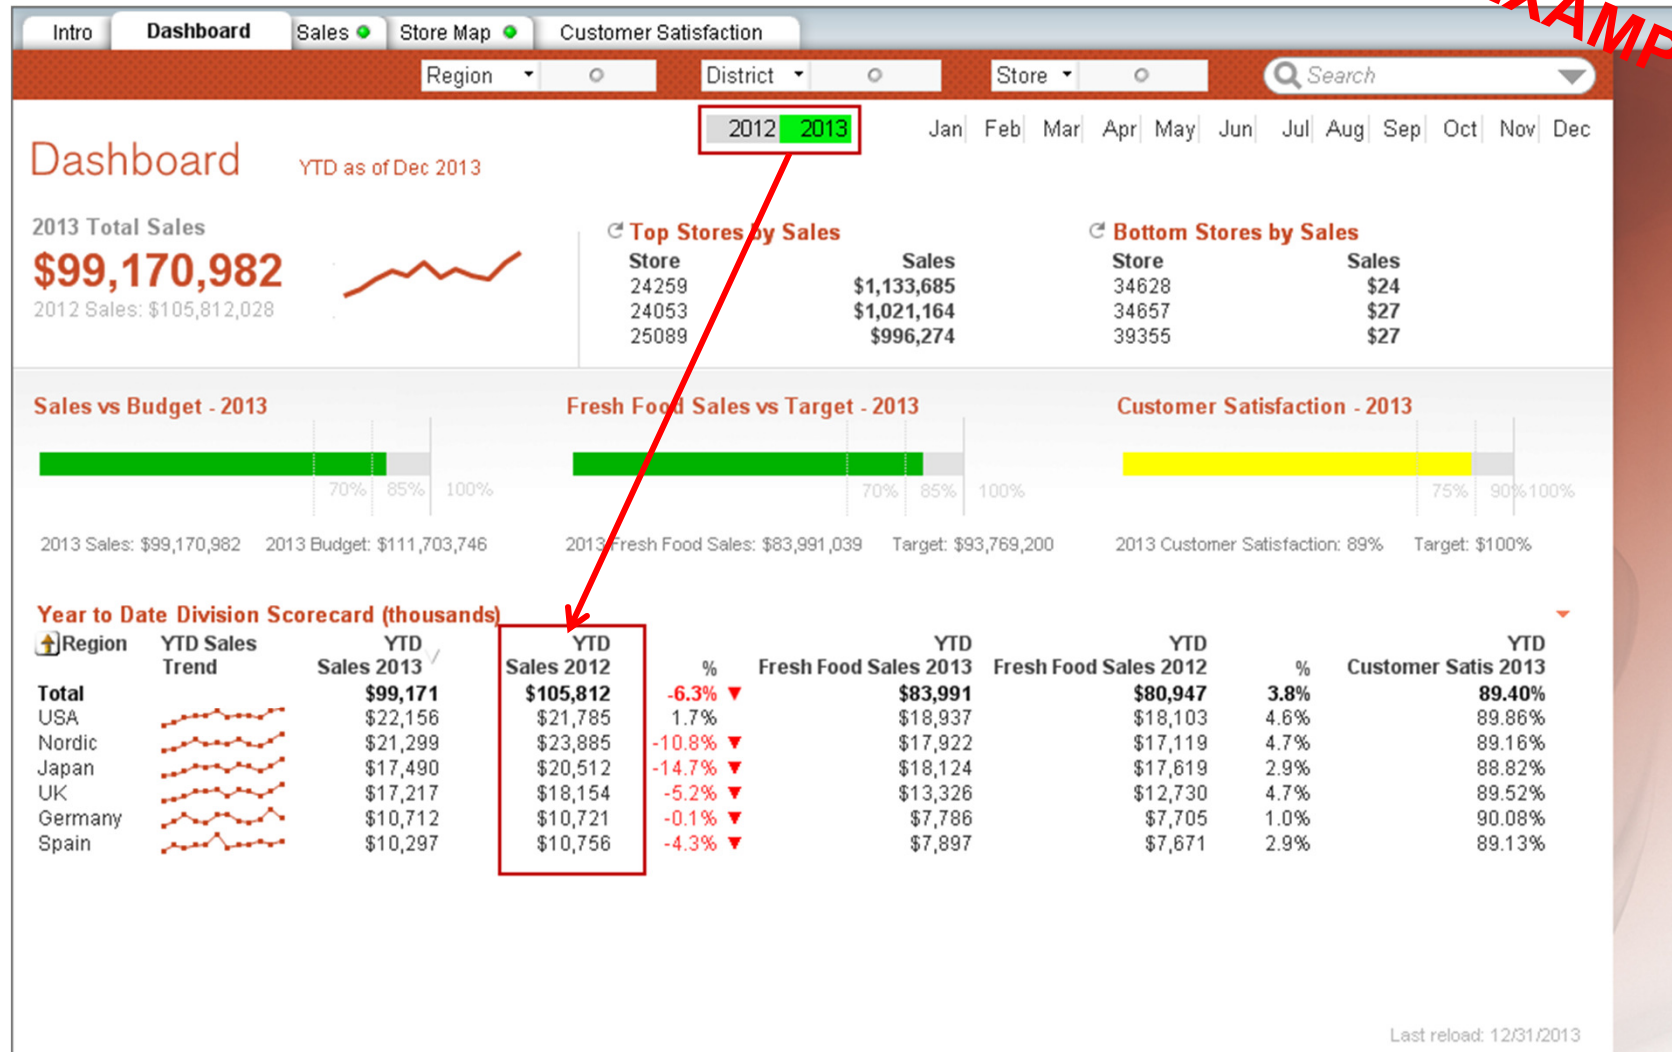 Intro Dashboard Sales Store Map Customer Satisfaction
Region District Store Search
2012 2013 Jan Feb Mar Apr May Jun Jul Aug Sep Oct Nov Dec
Dashboard YTD as of Dec 2013
2013 Total Sales
$99,170,982
2012 Sales: $105,812,028
Top Stores by Sales
Store Sales
24259 $1,133,685
24053 $1,021,164
25089 $996,274
Bottom Stores by Sales
Store Sales
34628 $24
34657 $27
39355 $27
Sales vs Budget - 2013
70% 85% 100%
2013 Sales: $99,170,982 2013 Budget: $111,703,746
Fresh Food Sales vs Target - 2013
70% 85% 100%
2013 Fresh Food Sales: $83,991,039 Target: $93,769,200
Customer Satisfaction - 2013
75% 90% 100%
2013 Customer Satisfaction: 89% Target: $100%
Year to Date Division Scorecard (thousands)
Region YTD Sales YTD YTD YTD YTD YTD
Trend Sales 2013 Sales 2012 % Fresh Food Sales 2013 Fresh Food Sales 2012 % Customer Satis 2013
Total $99,171 $105,812 -6.3% $83,991 $80,947 3.8% 89.40%
USA $22,156 $21,785 1.7% $18,937 $18,103 4.6% 89.86%
Nordic $21,299 $23,885 -10.8% $17,922 $17,119 4.7% 89.16%
Japan $17,490 $20,512 -14.7% $18,124 $17,619 2.9% 88.82%
UK $17,217 $18,154 -5.2% $13,326 $12,730 4.7% 89.52%
Germany $10,712 $10,721 -0.1% $7,786 $7,705 1.0% 90.08%
Spain $10,297 $10,756 -4.3% $7,897 $7,671 2.9% 89.13%
Last reload: 12/31/2013